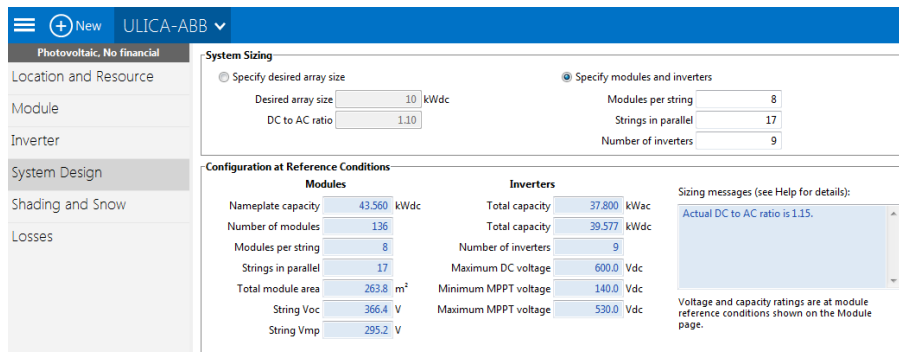 New ULICA-ABB
Photovoltaic, No financial
Location and Resource
Module
Inverter
System Design
Shading and Snow
Losses
System Sizing
Specify desired array size
Desired array size 10 kWdc
DC to AC ratio 1.10
Specify modules and inverters
Modules per string 8
Strings in parallel 17
Number of inverters 9
Configuration at Reference Conditions
Modules
Nameplate capacity 43.560 kWdc
Number of modules 136
Modules per string 8
Strings in parallel 17
Total module area 263.8 m²
String Voc 366.4 V
String Vmp 295.2 V
Inverters
Total capacity 37.800 kWac
Total capacity 39.577 kWdc
Number of inverters 9
Maximum DC voltage 600.0 Vdc
Minimum MPPT voltage 140.0 Vdc
Maximum MPPT voltage 530.0 Vdc
Sizing messages (see Help for details):
Actual DC to AC ratio is 1.15.
Voltage and capacity ratings are at module
reference conditions shown on the Module
page.